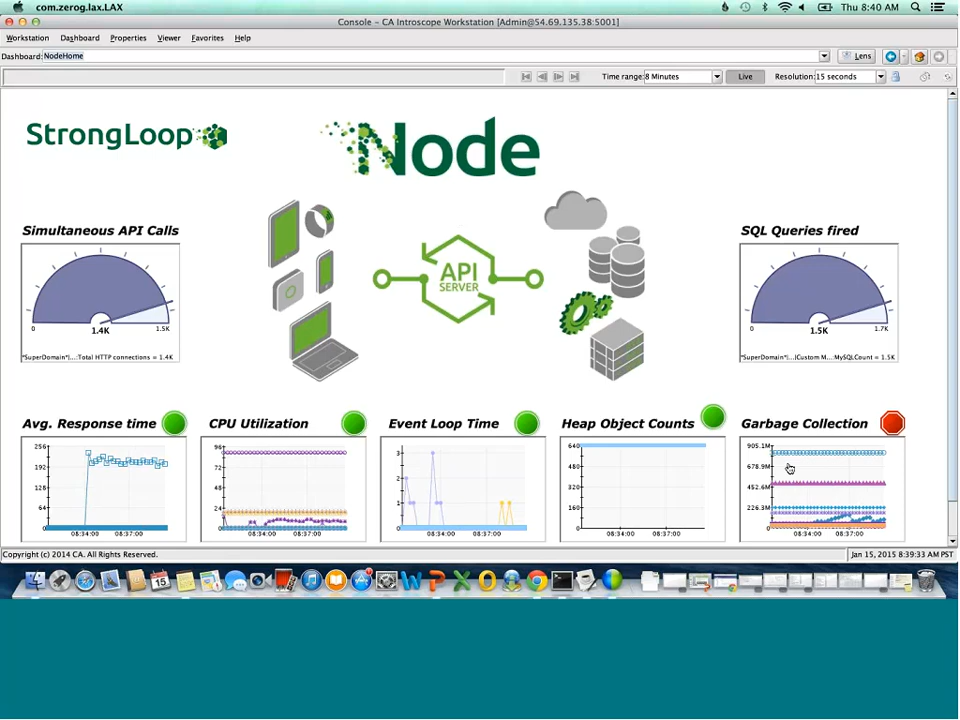 com.zerog.lax.LAX
Thu 8:40 AM
Console - CA Introscope Workstation [Admin@54.69.135.38:5001]
Workstation Dashboard Properties Viewer Favorites Help
Dashboard: NodeHome
Lens
Time range: 8 Minutes
Live
Resolution: 15 seconds
StrongLoop
Node
Simultaneous API Calls
SQL Queries fired
API
SERVER
0
1.4K
1.5K
*SuperDomain*|...:Total HTTP connections = 1.4K
0
1.5K
1.7K
*SuperDomain*|...|Custom M...:MySQLCount = 1.5K
Avg. Response time
CPU Utilization
Event Loop Time
Heap Object Counts
Garbage Collection
256
192
128
64
0
08:34:00 08:37:00
96
72
48
24
0
08:34:00 08:37:00
3
2
1
0
08:34:00 08:37:00
640
480
320
160
0
08:34:00 08:37:00
905.1M
678.9M
452.6M
226.3M
0
08:34:00 08:37:00
Copyright (c) 2014 CA. All Rights Reserved.
Jan 15, 2015 8:39:33 AM PST
15